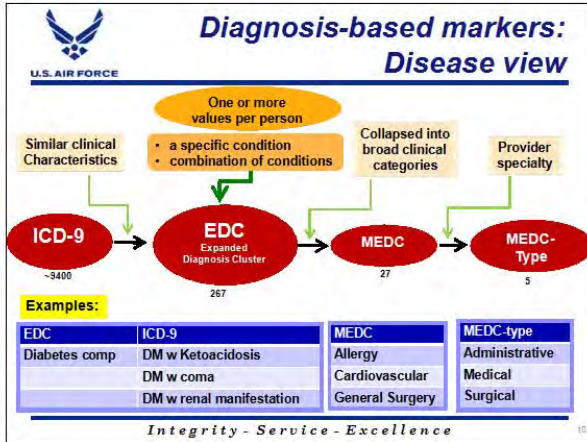 Diagnosis-based markers:
Disease view
U.S. AIR FORCE
One or more
values per person
Similar clinical
Characteristics
• a specific condition
• combination of conditions
Collapsed into
broad clinical
categories
Provider
specialty
ICD-9
EDC
Expanded
Diagnosis Cluster
MEDC
MEDC-
Type
~9400
267
27
5
Examples:
EDC ICD-9
Diabetes comp DM w Ketoacidosis
DM w coma
DM w renal manifestation
MEDC
Allergy
Cardiovascular
General Surgery
MEDC-type
Administrative
Medical
Surgical
Integrity - Service - Excellence